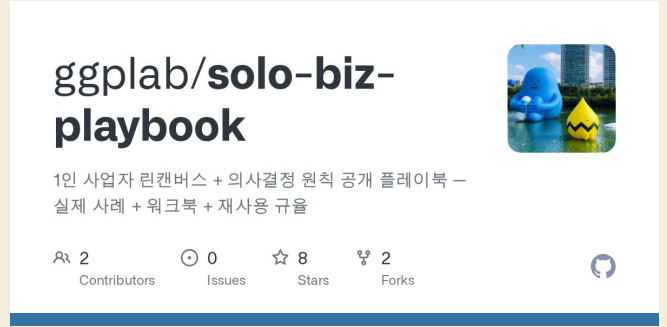 ggplab/solo-biz-
playbook
1인 사업자 린캔버스 + 의사결정 원칙 공개 플레이북 —
실제 사례 + 워크북 + 재사용 규율
2
Contributors
0
Issues
8
Stars
2
Forks